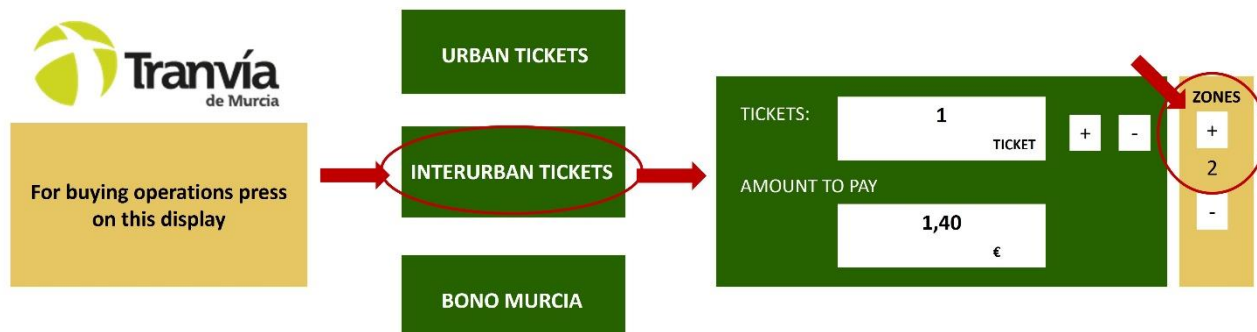 Tranvía
de Murcia
For buying operations press
on this display
URBAN TICKETS
INTERURBAN TICKETS
BONO MURCIA
TICKETS:
1
TICKET
+
-
AMOUNT TO PAY
1,40
€
ZONES
+
2
-